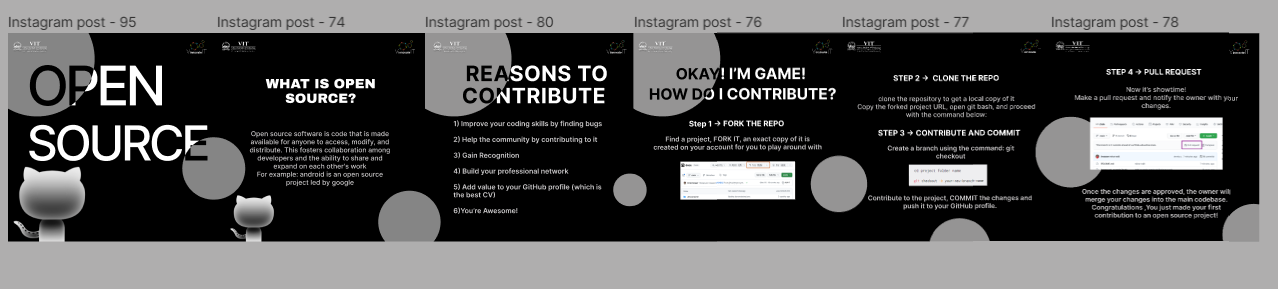 Instagram post - 95
Instagram post - 74
Instagram post - 80
Instagram post - 76
Instagram post - 77
Instagram post - 78
VIT
OPEN
SOURCE
VIT
WHAT IS OPEN
SOURCE?
Open source software is code that is made
available for anyone to access, modify, and
distribute. This fosters collaboration among
developers and the ability to share and
expand on each other's work
For example: android is an open source
project led by google
VIT
REASONS TO
CONTRIBUTE
1) Improve your coding skills by finding bugs
2) Help the community by contributing to it
3) Gain Recognition
4) Build your professional network
5) Add value to your GitHub profile (which is
the best CV)
6)You're Awesome!
VIT
OKAY! I'M GAME!
HOW DO I CONTRIBUTE?
Step 1 → FORK THE REPO
Find a project, FORK IT, an exact copy of it is
created on your account for you to play around with
VIT
STEP 2 → CLONE THE REPO
clone the repository to get a local copy of it
Copy the forked project URL, open git bash, and proceed
with the command below:
STEP 3 → CONTRIBUTE AND COMMIT
Create a branch using the command: git
checkout
Contribute to the project, COMMIT the changes and
push it to your GitHub profile.
VIT
STEP 4 → PULL REQUEST
Now it's showtime!
Make a pull request and notify the owner with your
changes.
Once the changes are approved, the owner will
merge your changes into the main codebase.
Congratulations ,You just made your first
contribution to an open source project!